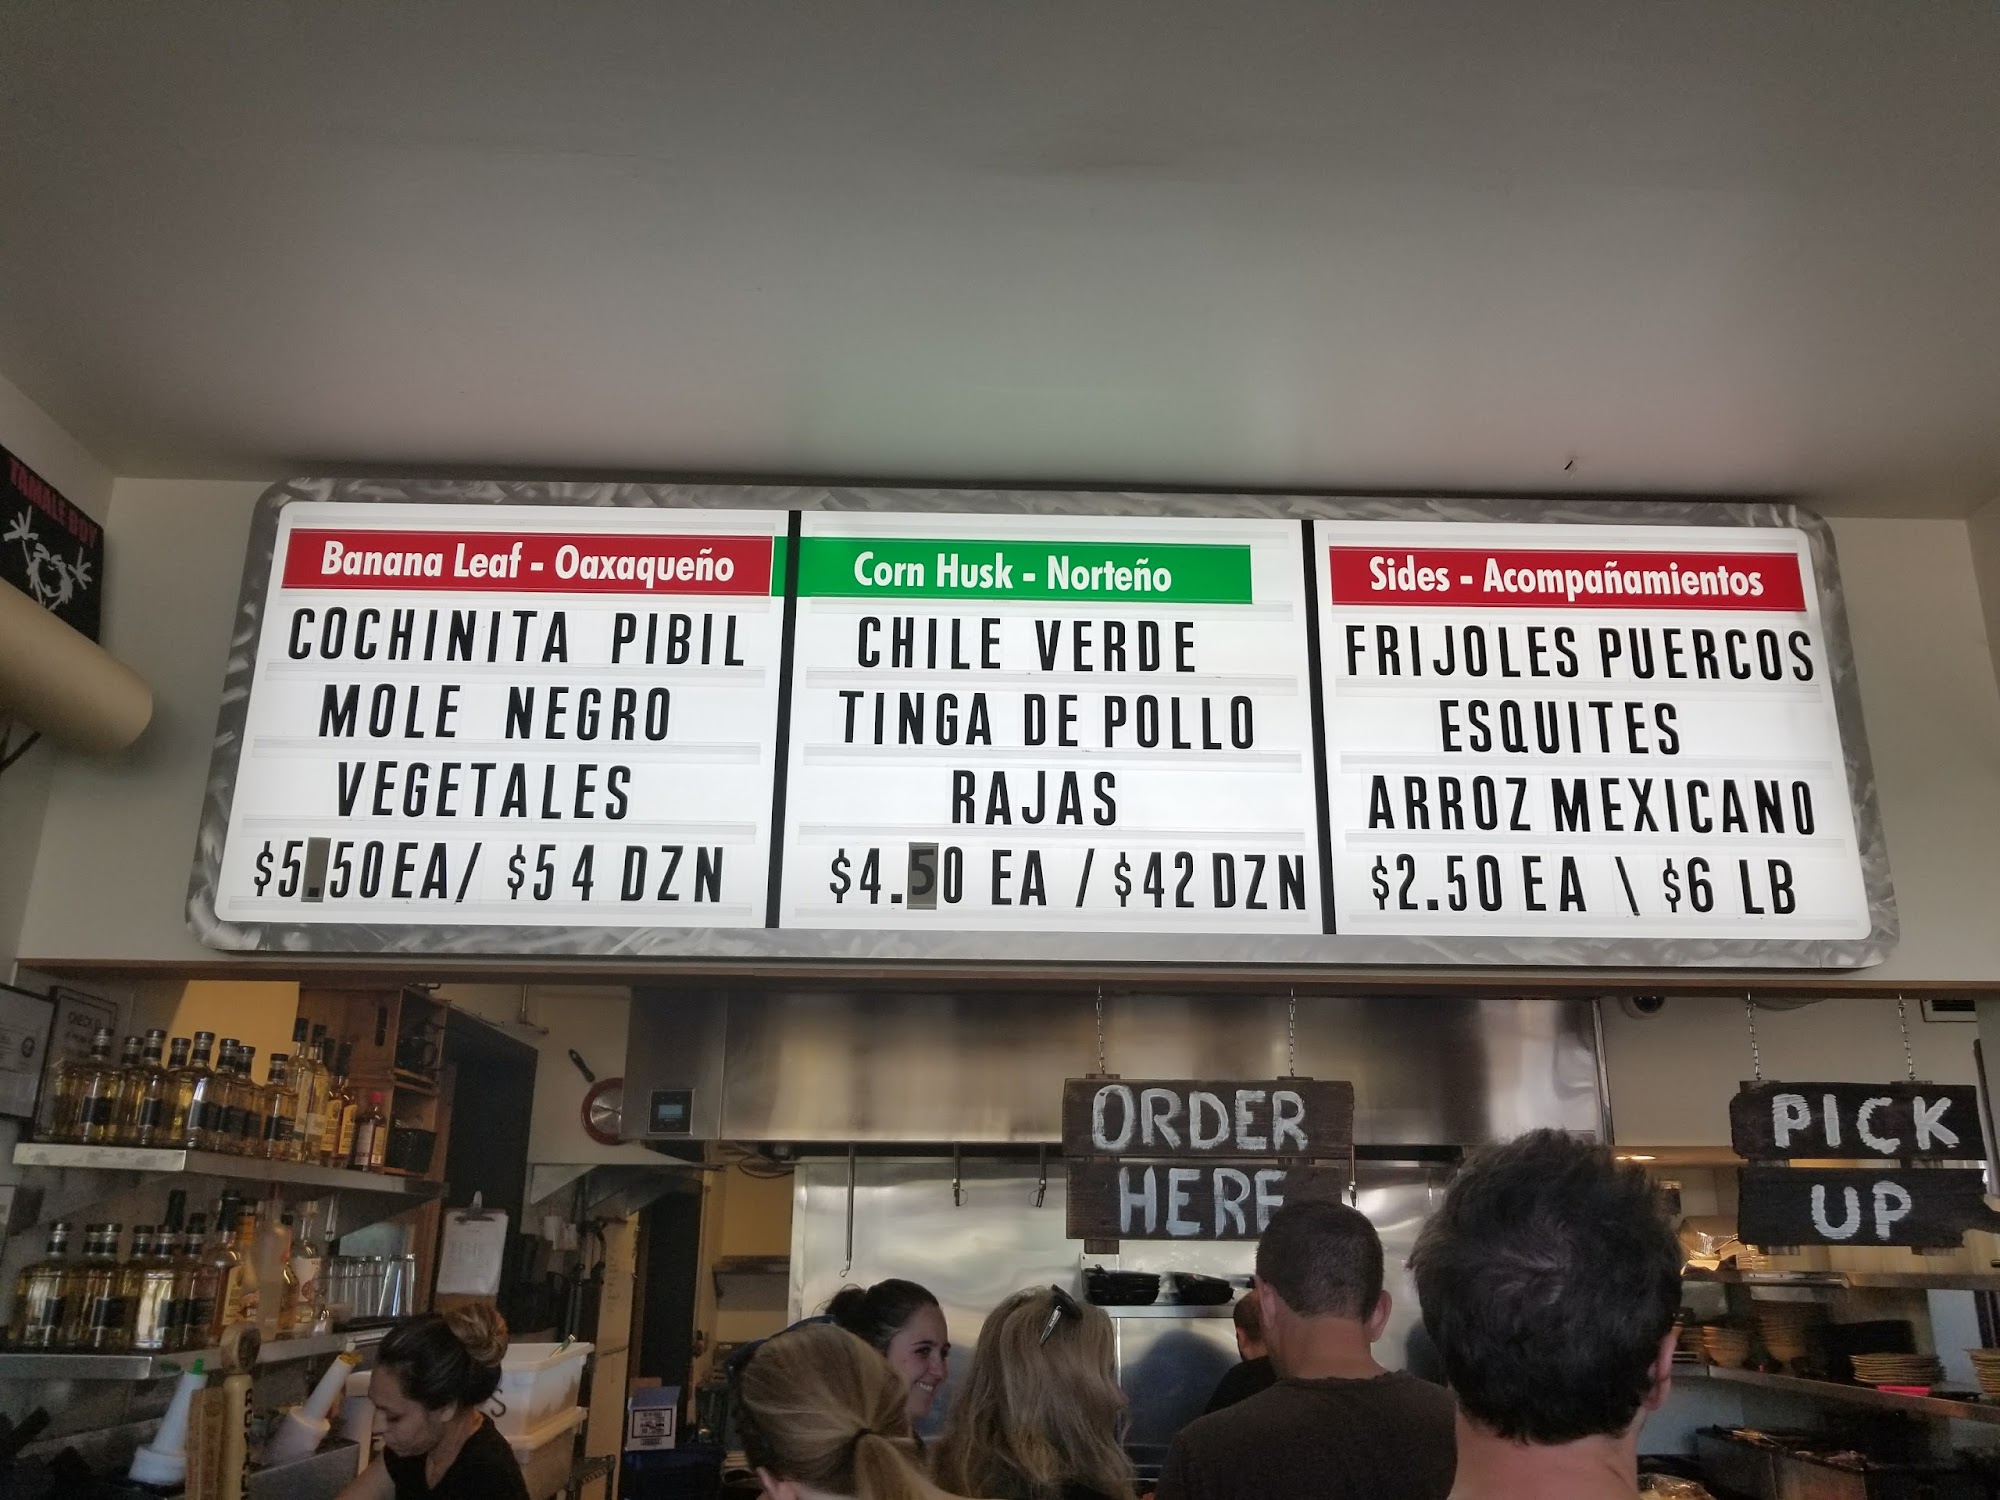 TAMALE BOY
Banana Leaf - Oaxaqueño
COCHINITA PIBIL
MOLE NEGRO
VEGETALES
$5.50EA/ $54 DZN
Corn Husk - Norteño
CHILE VERDE
TINGA DE POLLO
RAJAS
$4.50 EA / $42 DZN
Sides - Acompañamientos
FRIJOLES PUERCOS
ESQUITES
ARROZ MEXICANO
$2.50 EA \ $6 LB
ORDER
HERE
PICK
UP